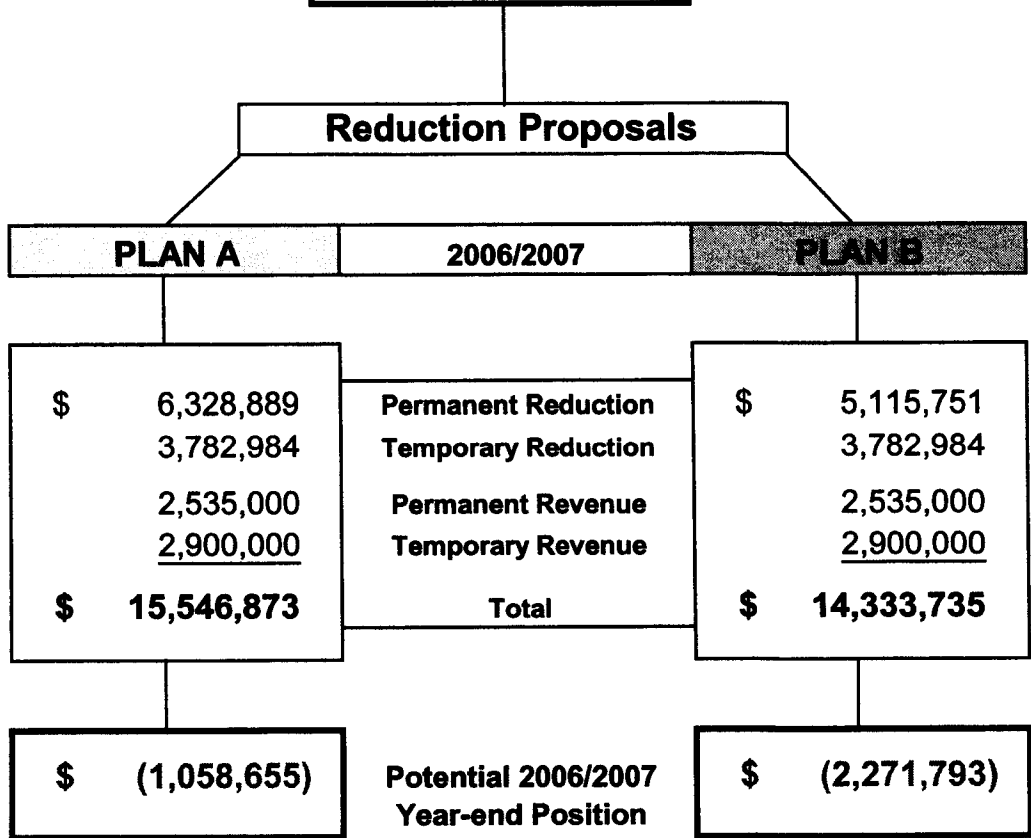 Reduction Proposals
PLAN A 2006/2007 PLAN B
$ 6,328,889 Permanent Reduction $ 5,115,751
3,782,984 Temporary Reduction 3,782,984
2,535,000 Permanent Revenue 2,535,000
2,900,000 Temporary Revenue 2,900,000
$ 15,546,873 Total $ 14,333,735
$ (1,058,655) Potential 2006/2007 $ (2,271,793)
Year-end Position